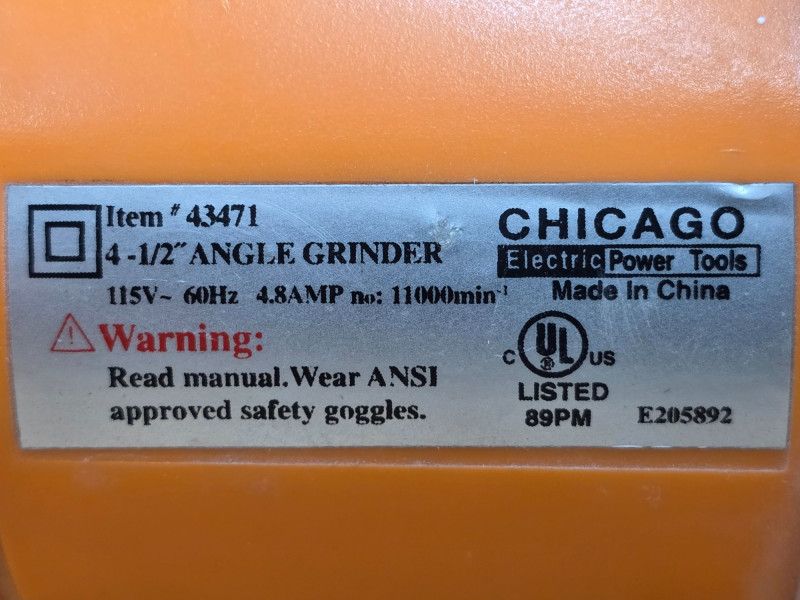 Item # 43471
4 -1/2" ANGLE GRINDER
115V~ 60Hz 4.8AMP no: 11000min-1
Warning:
Read manual.Wear ANSI
approved safety goggles.
CHICAGO
Electric Power Tools
Made In China
C UL US
LISTED
89PM
E205892